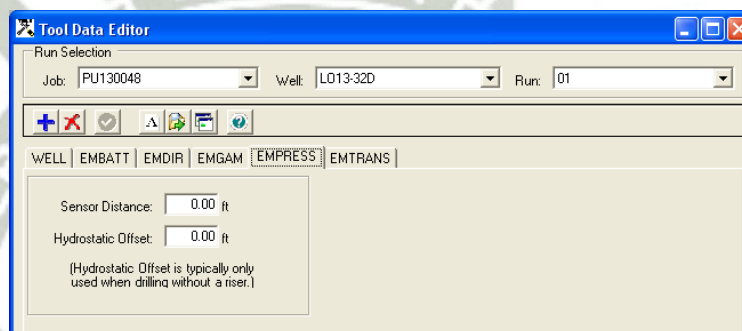 Tool Data Editor
Run Selection
Job: PU130048 Well: LO13-32D Run: 01
A
WELL EMBATT EMDIR EMGAM EMPRESS EMTRANS
Sensor Distance: 0.00 ft
Hydrostatic Offset: 0.00 ft
(Hydrostatic Offset is typically only
used when drilling without a riser.)